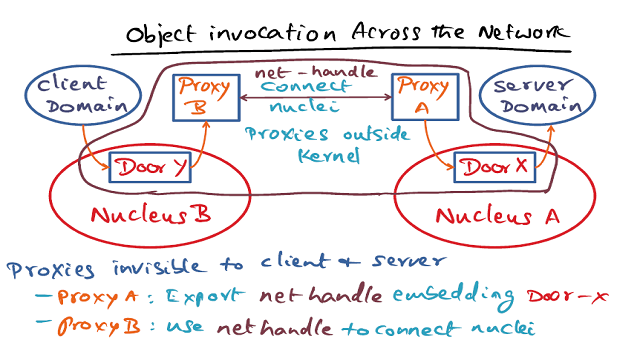 Object invocation Across the Network
Client Domain
Proxy B
net-handle
Connect nuclei
Proxies outside Kernel
Proxy A
Server Domain
Door Y
Door X
Nucleus B
Nucleus A
Proxies invisible to client + server
- Proxy A: Export net handle embedding Door-x
- Proxy B: use net handle to connect nuclei